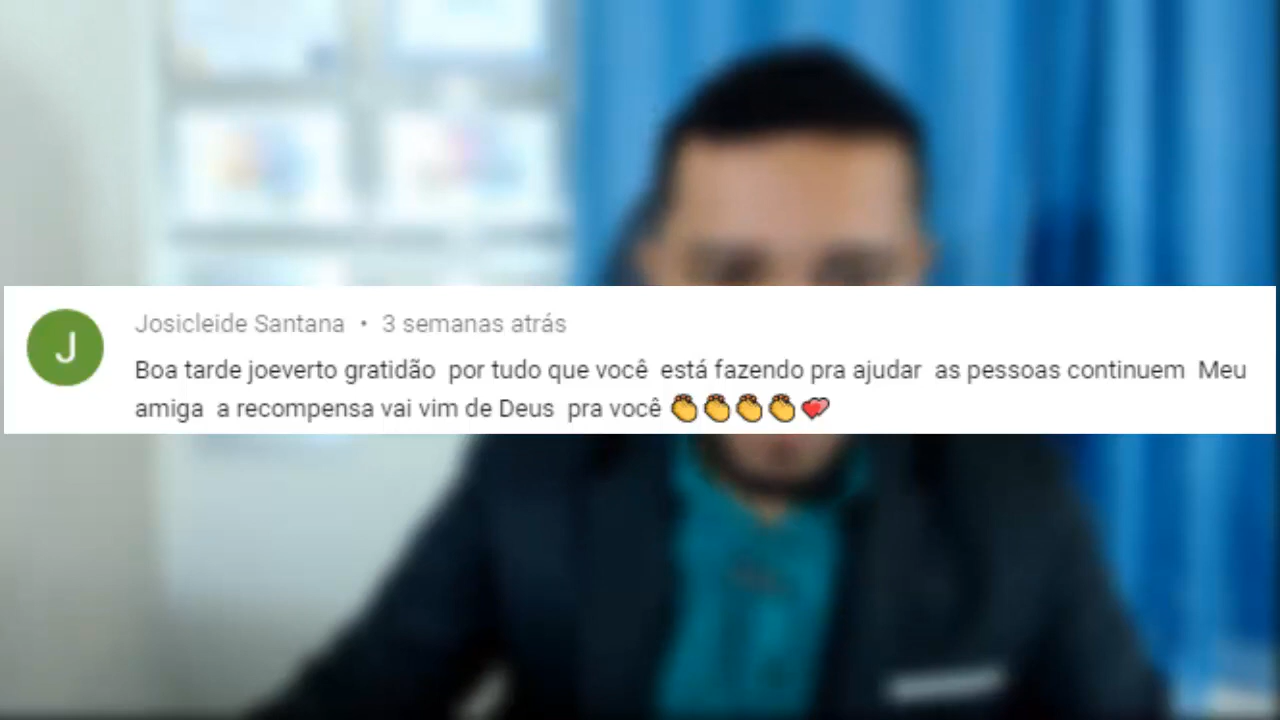 J
Josicleide Santana • 3 semanas atrás
Boa tarde joeverto gratidão por tudo que você está fazendo pra ajudar as pessoas continuem Meu
amiga a recompensa vai vim de Deus pra você 👏👏👏👏💕